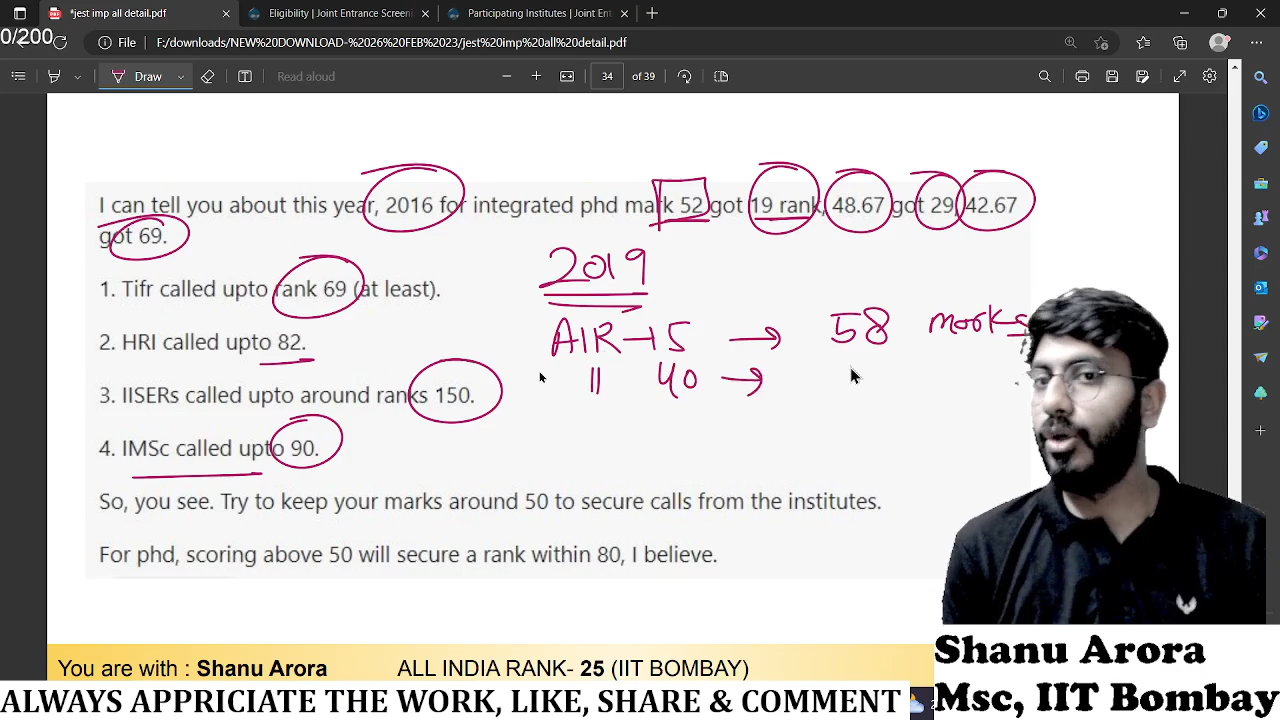 *jest imp all detail.pdf
Eligibility | Joint Entrance Screeni
Participating Institutes | Joint Ent
0/200
File
F:/downloads/NEW%20DOWNLOAD-%2026%20FEB%2023/jest%20imp%20all%20detail.pdf
Draw
Read aloud
34 of 39
I can tell you about this year, 2016 for integrated phd mark 52 got 19 rank, 48.67 got 29, 42.67
got 69.
2019
1. Tifr called upto rank 69 (at least).
AIR-15 → 58 marks
2. HRI called upto 82.
" 40 →
3. IISERs called upto around ranks 150.
4. IMSc called upto 90.
So, you see. Try to keep your marks around 50 to secure calls from the institutes.
For phd, scoring above 50 will secure a rank within 80, I believe.
You are with : Shanu Arora
ALL INDIA RANK- 25 (IIT BOMBAY)
Shanu Arora
Msc, IIT Bombay
ALWAYS APPRICIATE THE WORK, LIKE, SHARE & COMMENT